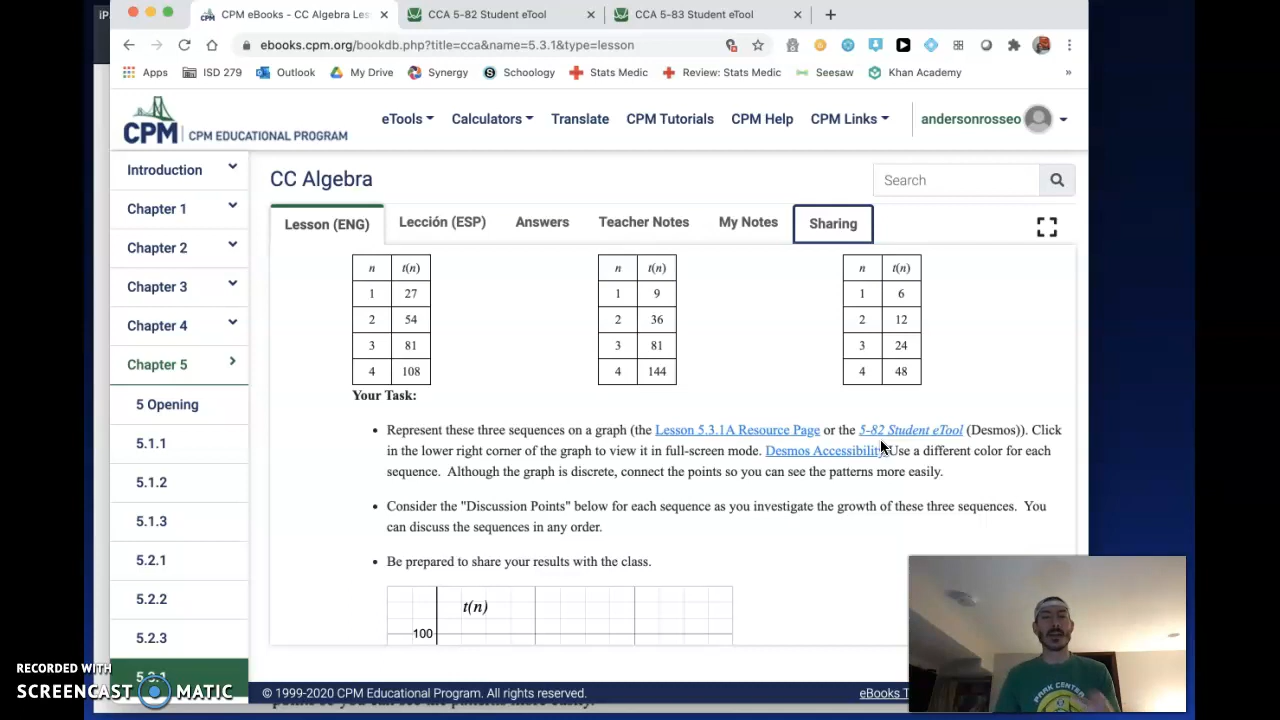 CPM eBooks - CC Algebra Les
CCA 5-82 Student eTool
CCA 5-83 Student eTool
ebooks.cpm.org/bookdb.php?title=cca&name=5.3.1&type=lesson
Apps ISD 279 Outlook My Drive Synergy Schoology Stats Medic Review: Stats Medic Seesaw Khan Academy »
CPM CPM EDUCATIONAL PROGRAM
eTools Calculators Translate CPM Tutorials CPM Help CPM Links andersonrosseo
Introduction
Chapter 1
Chapter 2
Chapter 3
Chapter 4
Chapter 5
5 Opening
5.1.1
5.1.2
5.1.3
5.2.1
5.2.2
5.2.3
5.3.1
CC Algebra
Search
Lesson (ENG) Lección (ESP) Answers Teacher Notes My Notes Sharing
n t(n) n t(n) n t(n)
1 27 1 9 1 6
2 54 2 36 2 12
3 81 3 81 3 24
4 108 4 144 4 48
Your Task:
• Represent these three sequences on a graph (the Lesson 5.3.1A Resource Page or the 5-82 Student eTool (Desmos)). Click
in the lower right corner of the graph to view it in full-screen mode. Desmos Accessibility Use a different color for each
sequence. Although the graph is discrete, connect the points so you can see the patterns more easily.
• Consider the "Discussion Points" below for each sequence as you investigate the growth of these three sequences. You
can discuss the sequences in any order.
• Be prepared to share your results with the class.
t(n)
100
© 1999-2020 CPM Educational Program. All rights reserved.
eBooks T
RECORDED WITH
SCREENCAST MATIC
PARK CENTER